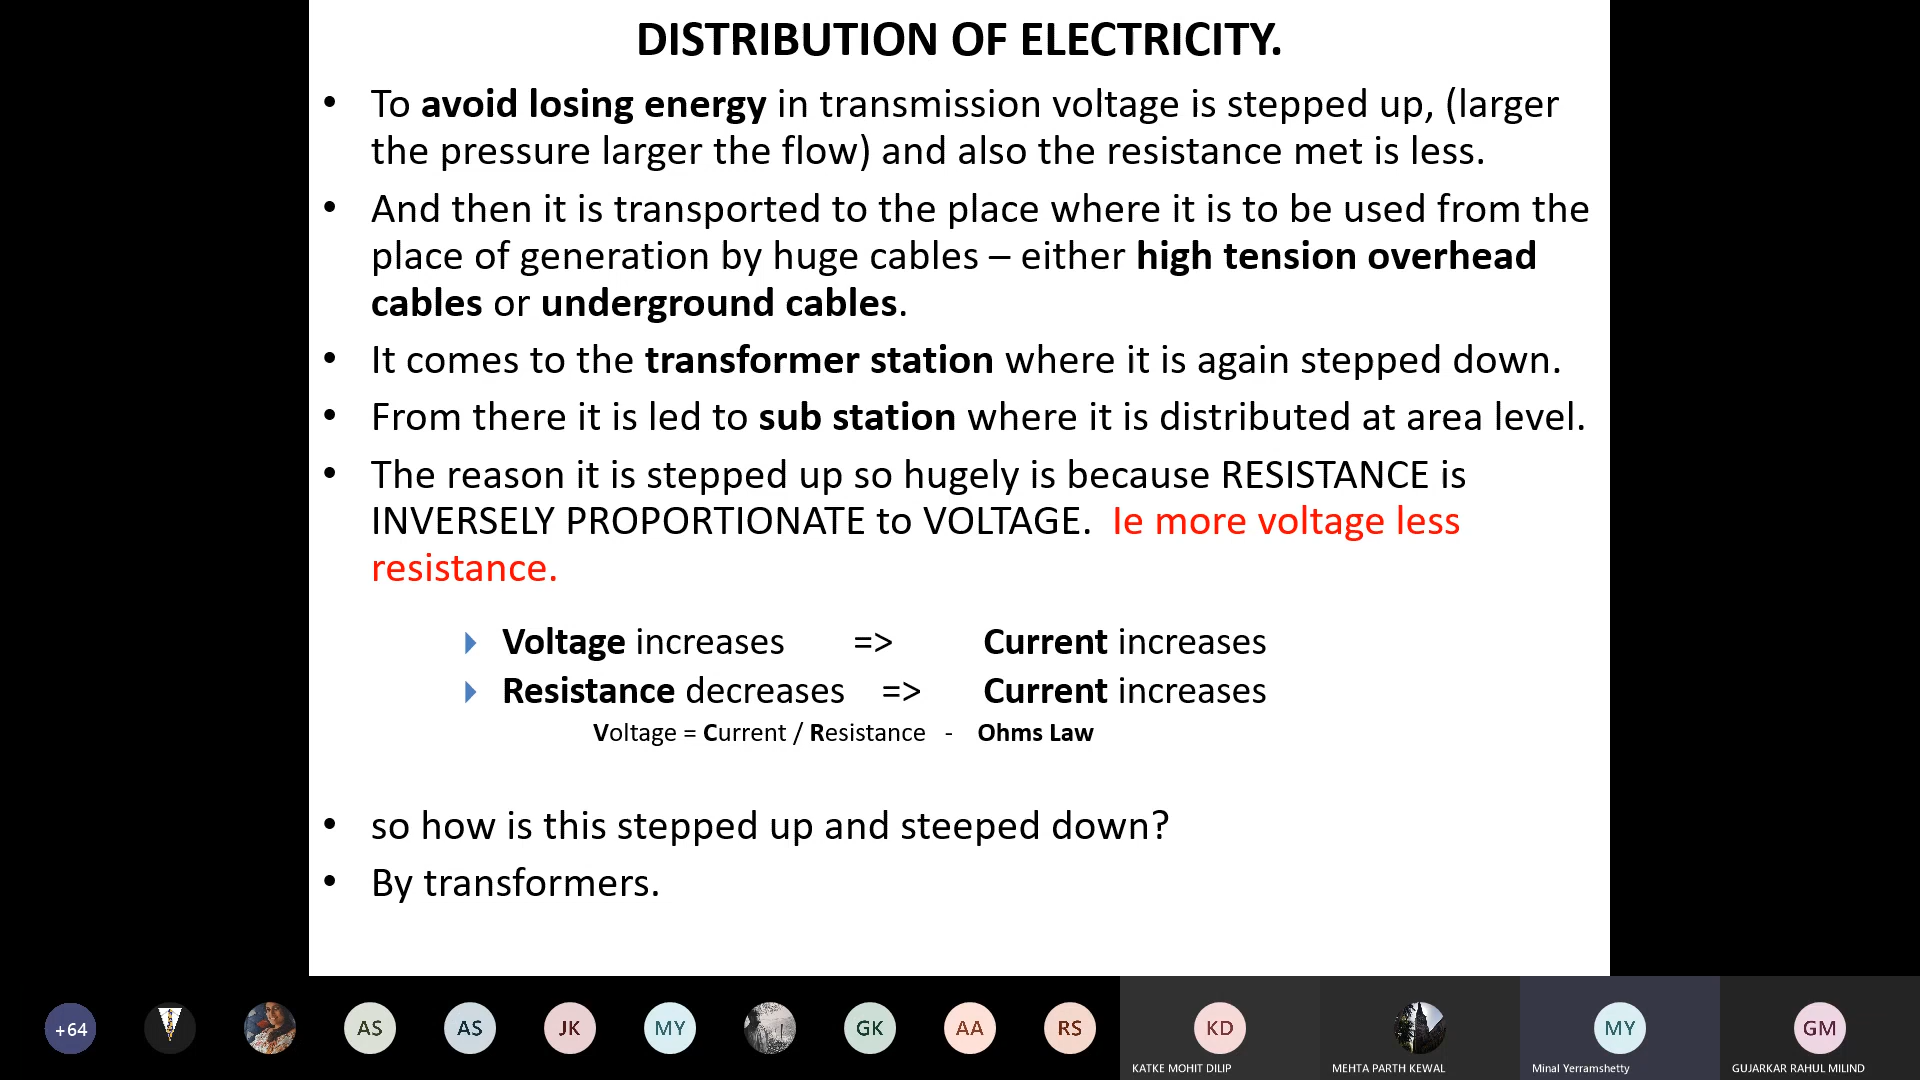 DISTRIBUTION OF ELECTRICITY.
• To avoid losing energy in transmission voltage is stepped up, (larger
the pressure larger the flow) and also the resistance met is less.
• And then it is transported to the place where it is to be used from the
place of generation by huge cables – either high tension overhead
cables or underground cables.
• It comes to the transformer station where it is again stepped down.
• From there it is led to sub station where it is distributed at area level.
• The reason it is stepped up so hugely is because RESISTANCE is
INVERSELY PROPORTIONATE to VOLTAGE. Ie more voltage less
resistance.
Voltage increases => Current increases
Resistance decreases => Current increases
Voltage = Current / Resistance - Ohms Law
• so how is this stepped up and steeped down?
• By transformers.
+64 AS AS JK MY GK AA RS KD MY GM
KATKE MOHIT DILIP MEHTA PARTH KEWAL Minal Yerramshetty GUJARKAR RAHUL MILIND